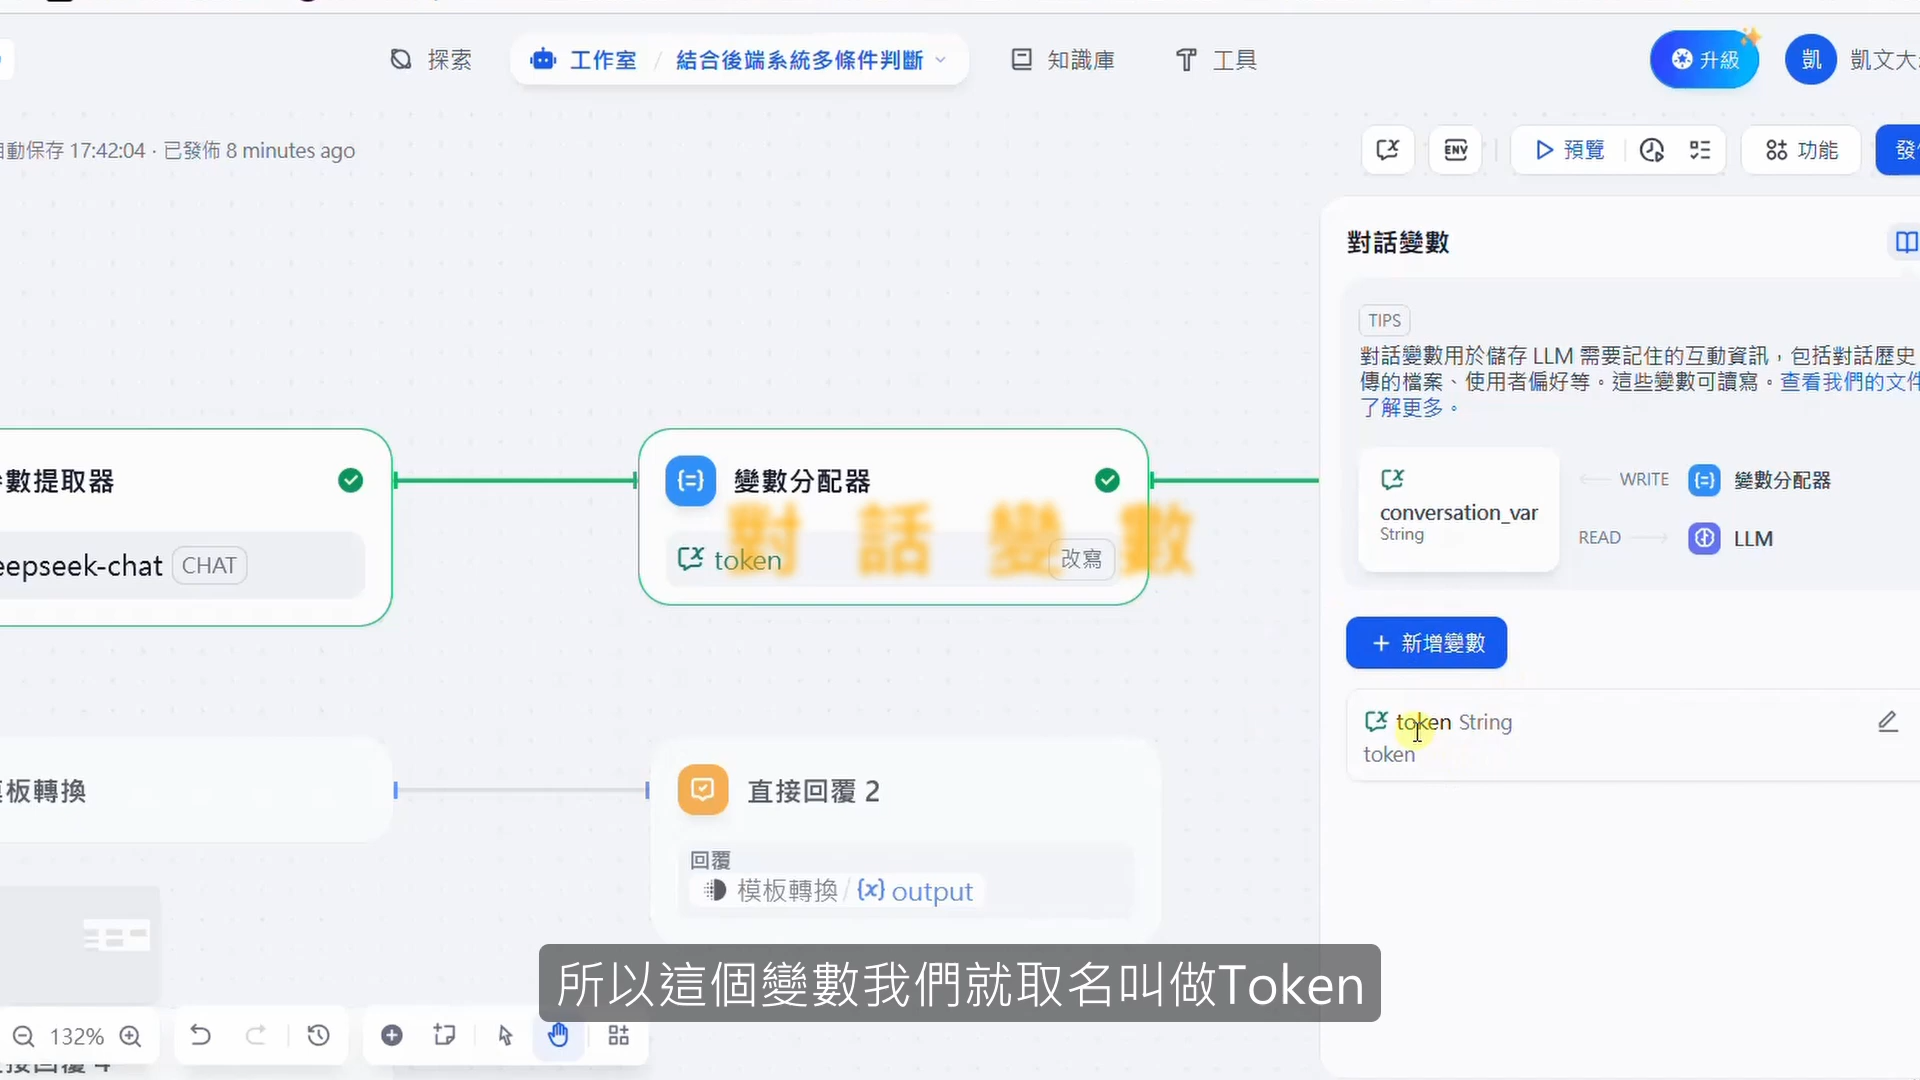 探索
工作室 / 結合後端系統多條件判斷
知識庫
工具
升級
凱
凱文大
動保存 17:42:04 · 已發佈 8 minutes ago
ENV
預覽
功能
發
對話變數
TIPS
對話變數用於儲存 LLM 需要記住的互動資訊，包括對話歷史
傳的檔案、使用者偏好等。這些變數可讀寫。查看我們的文件
了解更多。
conversation_var
String
WRITE
變數分配器
READ
LLM
數提取器
變數分配器
對話變數
eepseek-chat CHAT
token
改寫
+ 新增變數
token String
token
板轉換
直接回覆 2
回覆
模板轉換 / {x} output
所以這個變數我們就取名叫做Token
132%
接回復 4